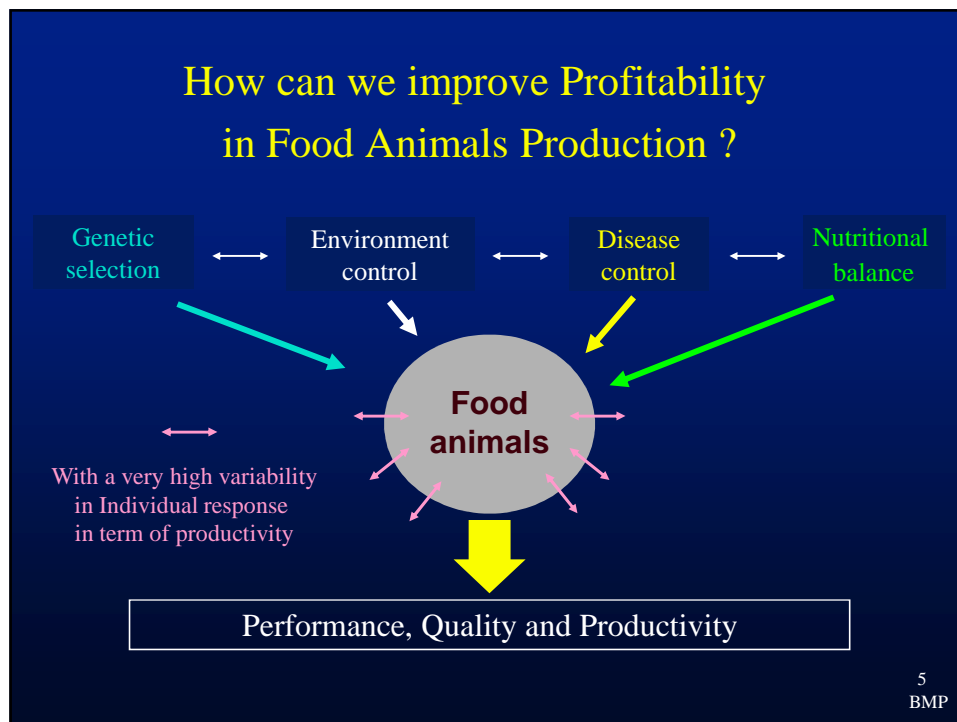 How can we improve Profitability
in Food Animals Production ?
Genetic
selection
Environment
control
Disease
control
Nutritional
balance
Food
animals
With a very high variability
in Individual response
in term of productivity
Performance, Quality and Productivity
5
BMP